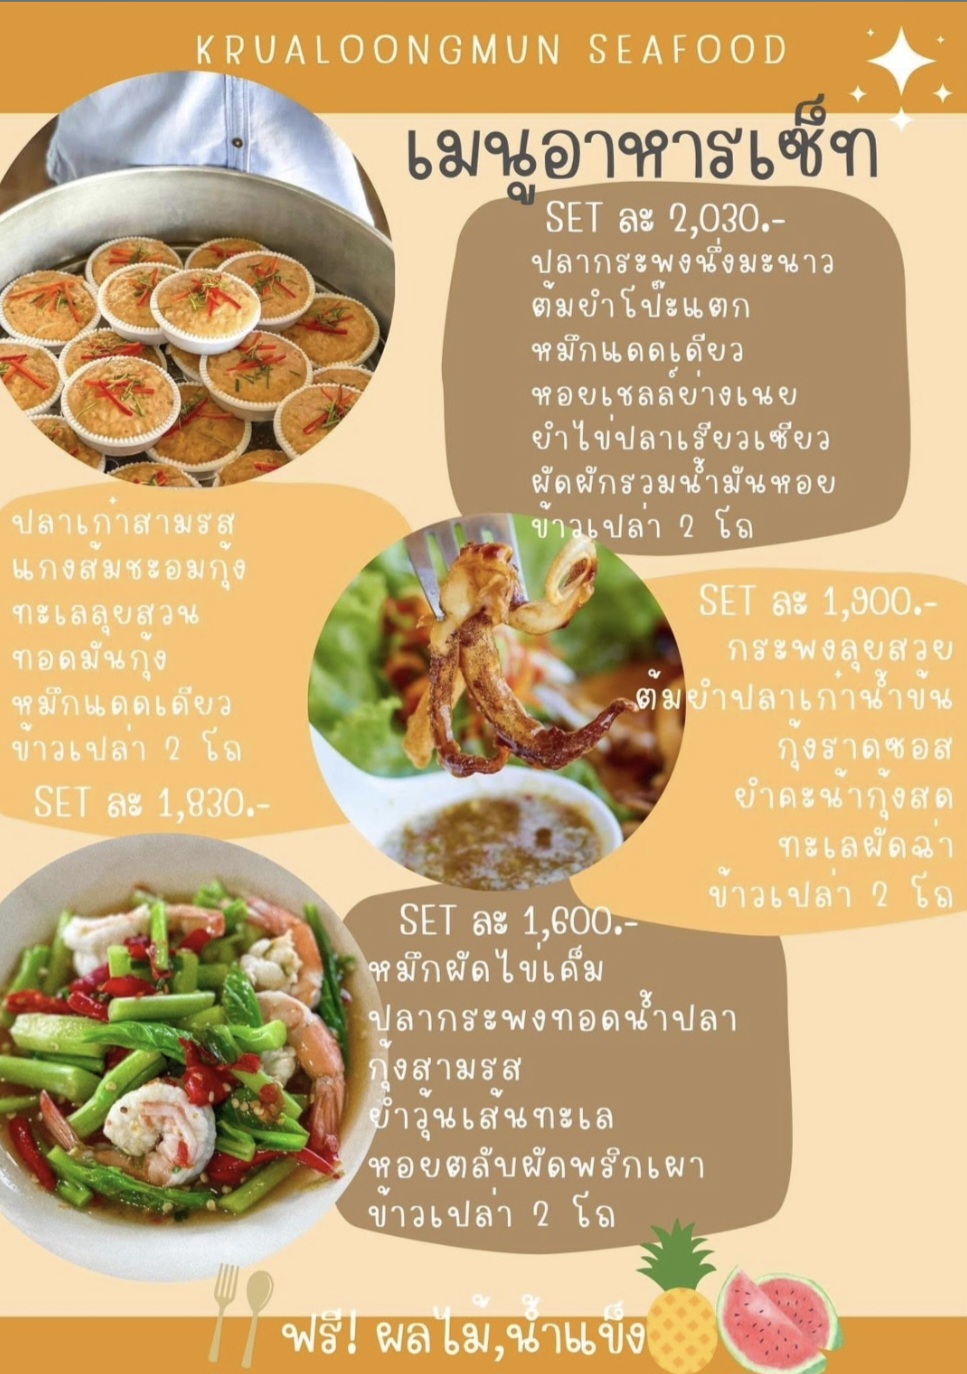 KRUALOONGMUN SEAFOOD
เมนูอาหารเซ็ท
SET ละ 2,030.-
ปลากระพงนึ่งมะนาว
ต้มยำโป๊ะแตก
หมึกแดดเดียว
หอยเชลล์ย่างเนย
ยำไข่ปลาเรียวเซียว
ผัดผักรวมน้ำมันหอย
ข้าวเปล่า 2 โถ
ปลาเก๋าสามรส
แกงส้มชะอมกุ้ง
ทะเลลุยสวน
ทอดมันกุ้ง
หมึกแดดเดียว
ข้าวเปล่า 2 โถ
SET ละ 1,830.-
SET ละ 1,900.-
กระพงลุยสวย
ต้มยำปลาเก๋าน้ำข้น
กุ้งราดซอส
ยำคะน้ากุ้งสด
ทะเลผัดฉ่า
ข้าวเปล่า 2 โถ
SET ละ 1,600.-
หมึกผัดไข่เค็ม
ปลากระพงทอดน้ำปลา
กุ้งสามรส
ยำวุ้นเส้นทะเล
หอยตลับผัดพริกเผา
ข้าวเปล่า 2 โถ
ฟรี! ผลไม้,น้ำแข็ง